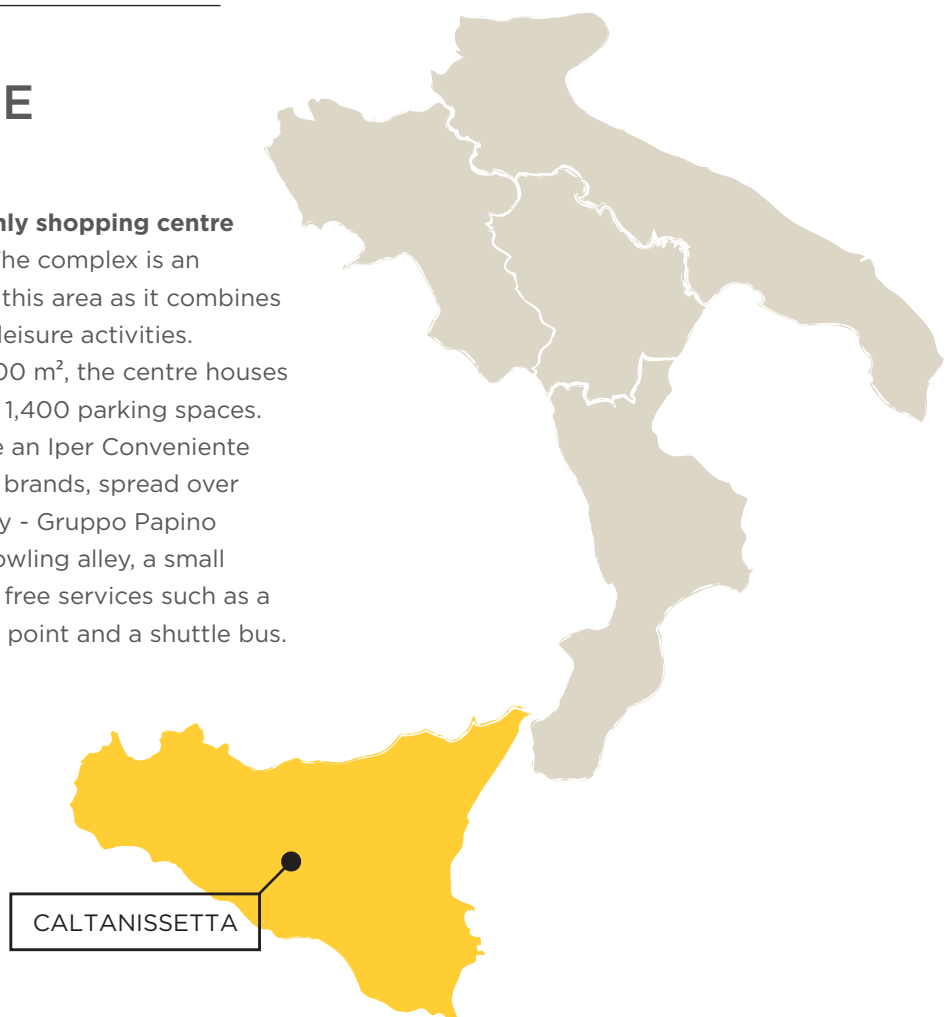 E
nly shopping centre
The complex is an
this area as it combines
leisure activities.
00 m², the centre houses
1,400 parking spaces.
e an Iper Conveniente
brands, spread over
y - Gruppo Papino
owling alley, a small
free services such as a
point and a shuttle bus.
CALTANISSETTA